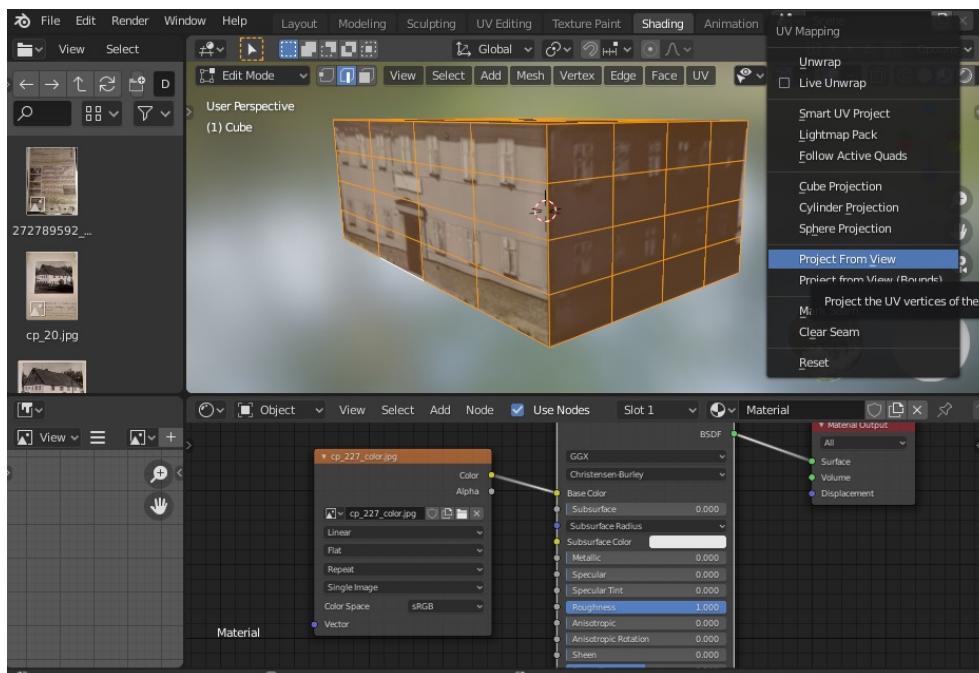 File Edit Render Window Help Layout Modeling Sculpting UV Editing Texture Paint Shading Animation
View Select
Global
D
Edit Mode View Select Add Mesh Vertex Edge Face UV
User Perspective
(1) Cube
272789592_...
cp_20.jpg
UV Mapping
Unwrap
Live Unwrap
Smart UV Project
Lightmap Pack
Follow Active Quads
Cube Projection
Cylinder Projection
Sphere Projection
Project From View
Project from View (Bounds)
Project the UV vertices of the
Clear Seam
Reset
View
Object View Select Add Node Use Nodes Slot 1 Material
cp_227_color.jpg
Color
Alpha
cp_227_color.jpg
Linear
Flat
Repeat
Single Image
Color Space sRGB
Vector
Material
BSDF
GGX
Christensen-Burley
Base Color
Subsurface 0.000
Subsurface Radius
Subsurface Color
Metallic 0.000
Specular 0.000
Specular Tint 0.000
Roughness 1.000
Anisotropic 0.000
Anisotropic Rotation 0.000
Sheen 0.000
Material Output
All
Surface
Volume
Displacement